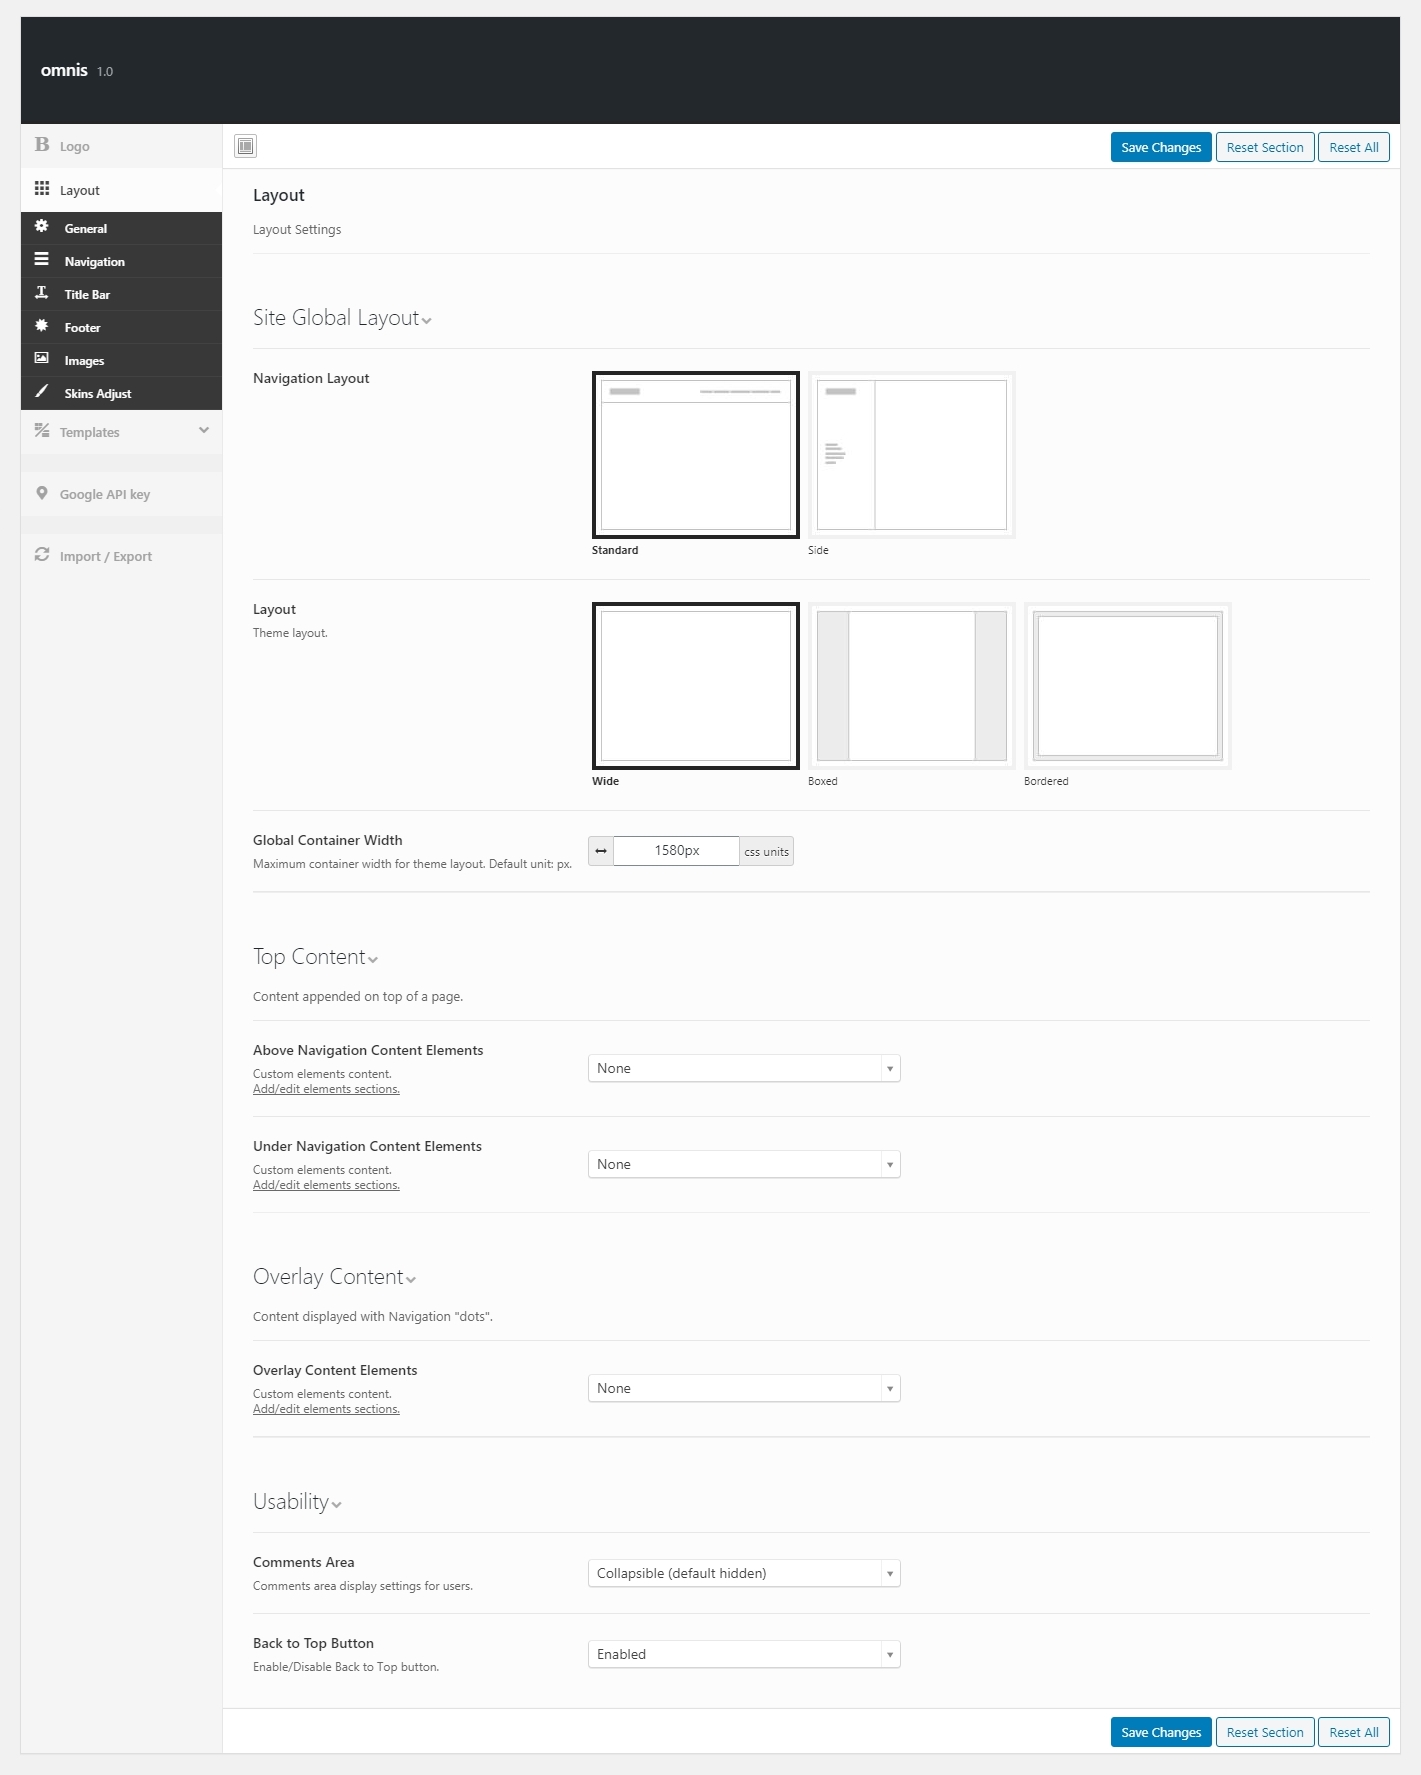 omnis 1.0
Logo
Layout
General
Navigation
Title Bar
Footer
Images
Skins Adjust
Templates
Google API key
Import / Export
Save Changes Reset Section Reset All
Layout
Layout Settings
Site Global Layout
Navigation Layout
Standard Side
Layout
Theme layout.
Wide Boxed Bordered
Global Container Width
Maximum container width for theme layout. Default unit: px.
1580px css units
Top Content
Content appended on top of a page.
Above Navigation Content Elements
Custom elements content.
Add/edit elements sections.
None
Under Navigation Content Elements
Custom elements content.
Add/edit elements sections.
None
Overlay Content
Content displayed with Navigation "dots".
Overlay Content Elements
Custom elements content.
Add/edit elements sections.
None
Usability
Comments Area
Comments area display settings for users.
Collapsible (default hidden)
Back to Top Button
Enable/Disable Back to Top button.
Enabled
Save Changes Reset Section Reset All